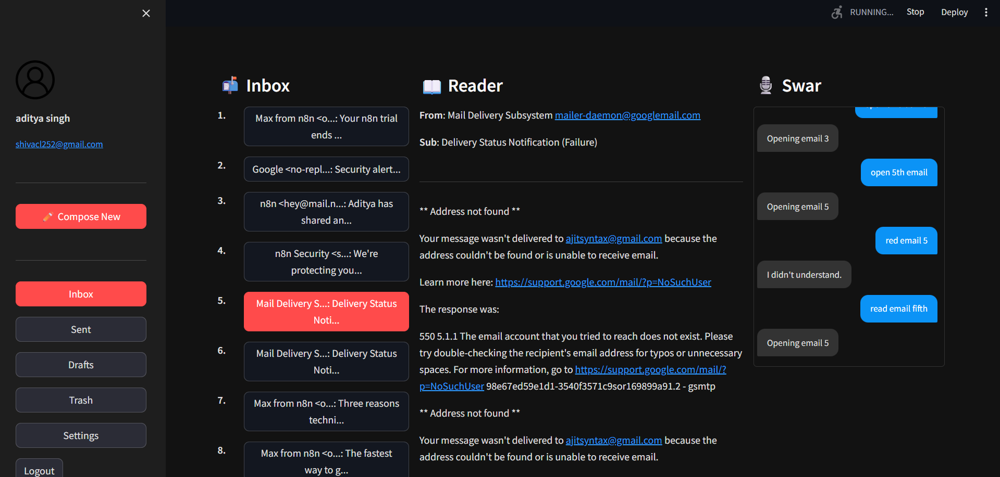 RUNNING...
Stop
Deploy
aditya singh
shivacl252@gmail.com
Compose New
Inbox
Sent
Drafts
Trash
Settings
Logout
Inbox
1.
Max from n8n <o...: Your n8n trial
ends ...
2.
Google <no-repl...: Security alert...
3.
n8n <hey@mail.n...: Aditya has
shared an...
4.
n8n Security <s...: We're
protecting you...
5.
Mail Delivery S...: Delivery Status
Noti...
6.
Mail Delivery S...: Delivery Status
Noti...
7.
Max from n8n <o...: Three reasons
techni...
8.
Max from n8n <o...: The fastest
way to g...
Reader
From: Mail Delivery Subsystem mailer-daemon@googlemail.com
Sub: Delivery Status Notification (Failure)
** Address not found **
Your message wasn't delivered to ajitsyntax@gmail.com because the
address couldn't be found or is unable to receive email.
Learn more here: https://support.google.com/mail/?p=NoSuchUser
The response was:
550 5.1.1 The email account that you tried to reach does not exist. Please
try double-checking the recipient's email address for typos or unnecessary
spaces. For more information, go to https://support.google.com/mail/?
p=NoSuchUser 98e67ed59e1d1-3540f3571c9sor169899a91.2 - gsmtp
** Address not found **
Your message wasn't delivered to ajitsyntax@gmail.com because the
address couldn't be found or is unable to receive email.
Swar
Opening email 3
open 5th email
Opening email 5
red email 5
I didn't understand.
read email fifth
Opening email 5